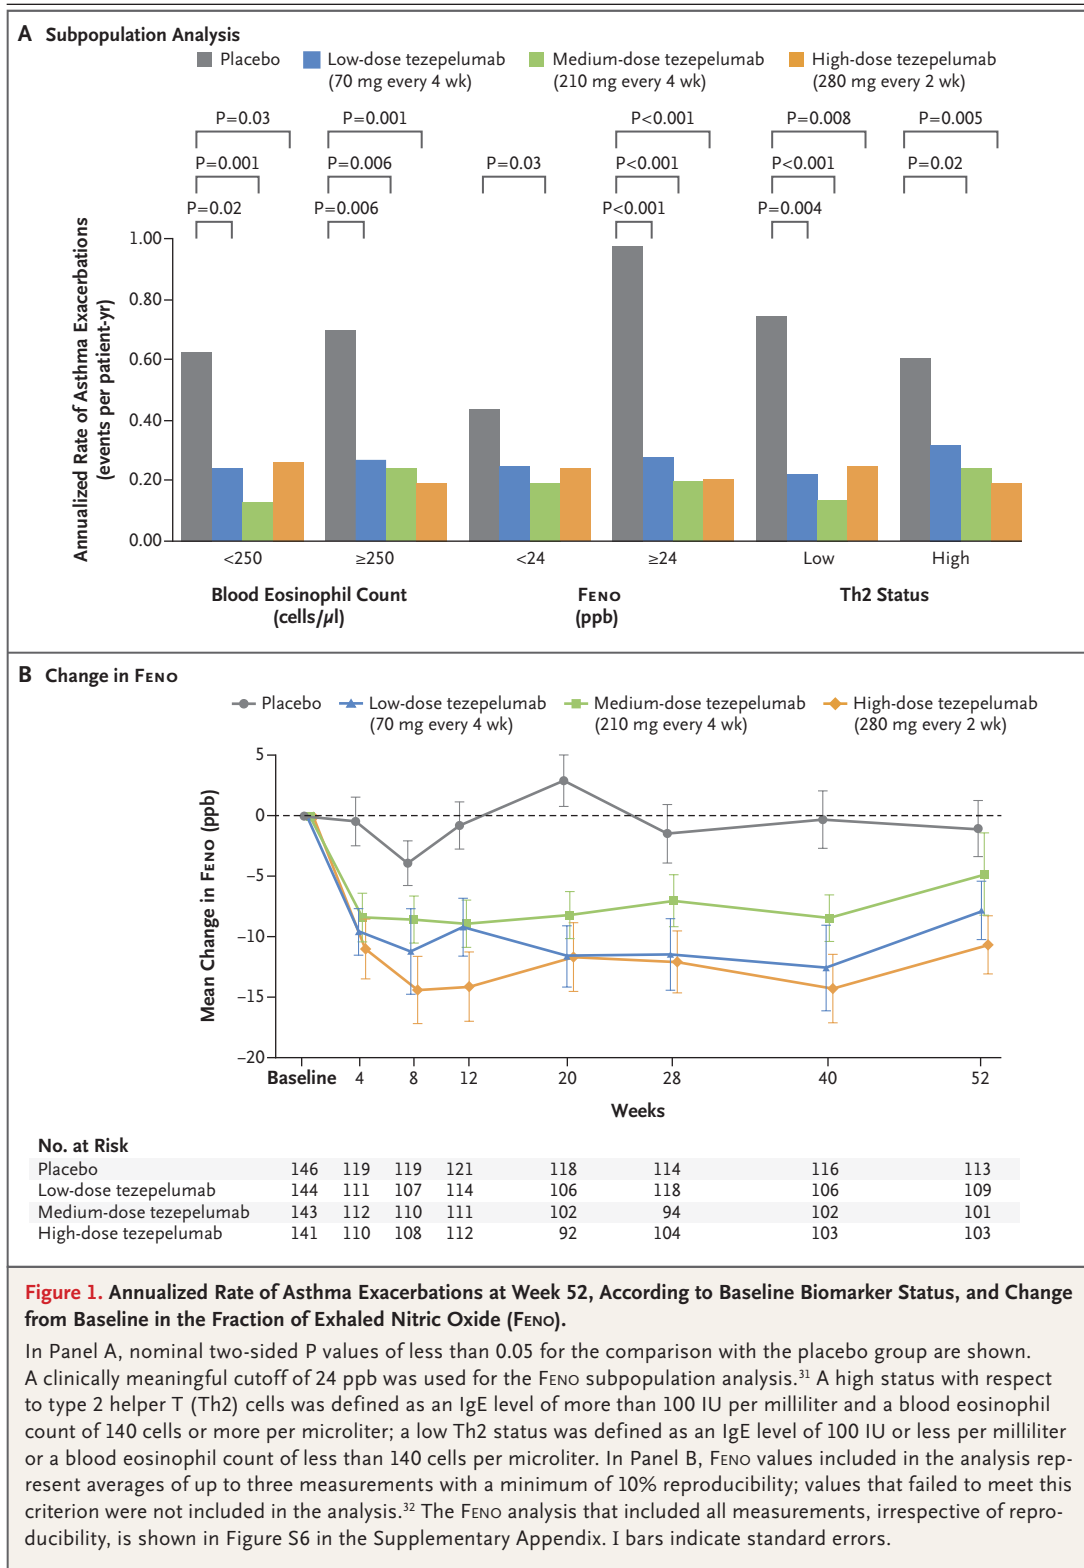 A Subpopulation Analysis
Placebo
Low-dose tezepelumab
(70 mg every 4 wk)
Medium-dose tezepelumab
(210 mg every 4 wk)
High-dose tezepelumab
(280 mg every 2 wk)
P=0.03
P=0.001
P=0.02
P=0.001
P=0.006
P=0.006
P=0.03
P<0.001
P<0.001
P<0.001
P=0.008
P<0.001
P=0.004
P=0.005
P=0.02
Annualized Rate of Asthma Exacerbations
(events per patient-yr)
1.00
0.80
0.60
0.40
0.20
0.00
<250
≥250
<24
≥24
Low
High
Blood Eosinophil Count
(cells/µl)
FENO
(ppb)
Th2 Status
B Change in FENO
Placebo
Low-dose tezepelumab
(70 mg every 4 wk)
Medium-dose tezepelumab
(210 mg every 4 wk)
High-dose tezepelumab
(280 mg every 2 wk)
Mean Change in FENO (ppb)
5
0
−5
−10
−15
−20
Baseline 4 8 12 20 28 40 52
Weeks
No. at Risk
Placebo 146 119 119 121 118 114 116 113
Low-dose tezepelumab 144 111 107 114 106 118 106 109
Medium-dose tezepelumab 143 112 110 111 102 94 102 101
High-dose tezepelumab 141 110 108 112 92 104 103 103
Figure 1. Annualized Rate of Asthma Exacerbations at Week 52, According to Baseline Biomarker Status, and Change
from Baseline in the Fraction of Exhaled Nitric Oxide (FENO).
In Panel A, nominal two-sided P values of less than 0.05 for the comparison with the placebo group are shown.
A clinically meaningful cutoff of 24 ppb was used for the FENO subpopulation analysis.31 A high status with respect
to type 2 helper T (Th2) cells was defined as an IgE level of more than 100 IU per milliliter and a blood eosinophil
count of 140 cells or more per microliter; a low Th2 status was defined as an IgE level of 100 IU or less per milliliter
or a blood eosinophil count of less than 140 cells per microliter. In Panel B, FENO values included in the analysis rep-
resent averages of up to three measurements with a minimum of 10% reproducibility; values that failed to meet this
criterion were not included in the analysis.32 The FENO analysis that included all measurements, irrespective of repro-
ducibility, is shown in Figure S6 in the Supplementary Appendix. I bars indicate standard errors.